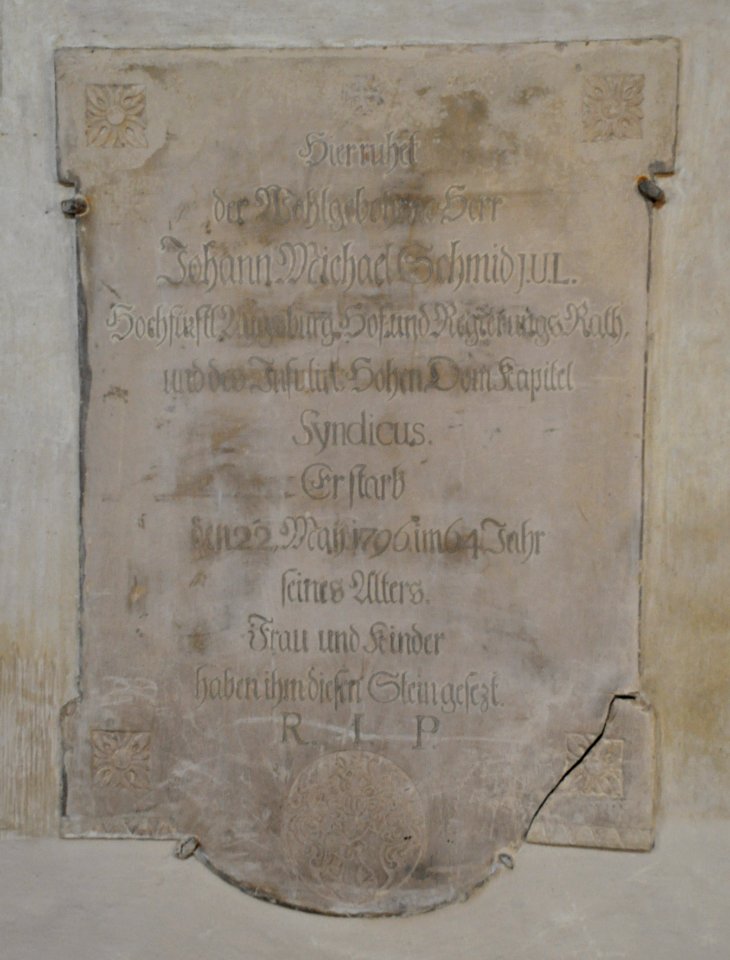 Hier ruhet
der Wohlgebohrne Herr
Johann Michael Schmid J.U.L.
Hochfürstl. Augsburg. Hof und Regierungs Rath.
und des Hohen Dom Kapitel
Syndicus.
Er starb
den 22. May 1796. im 64 Jahr
seines Alters.
Frau und Kinder
haben ihm diesen Stein gesezt.
R. I. P.